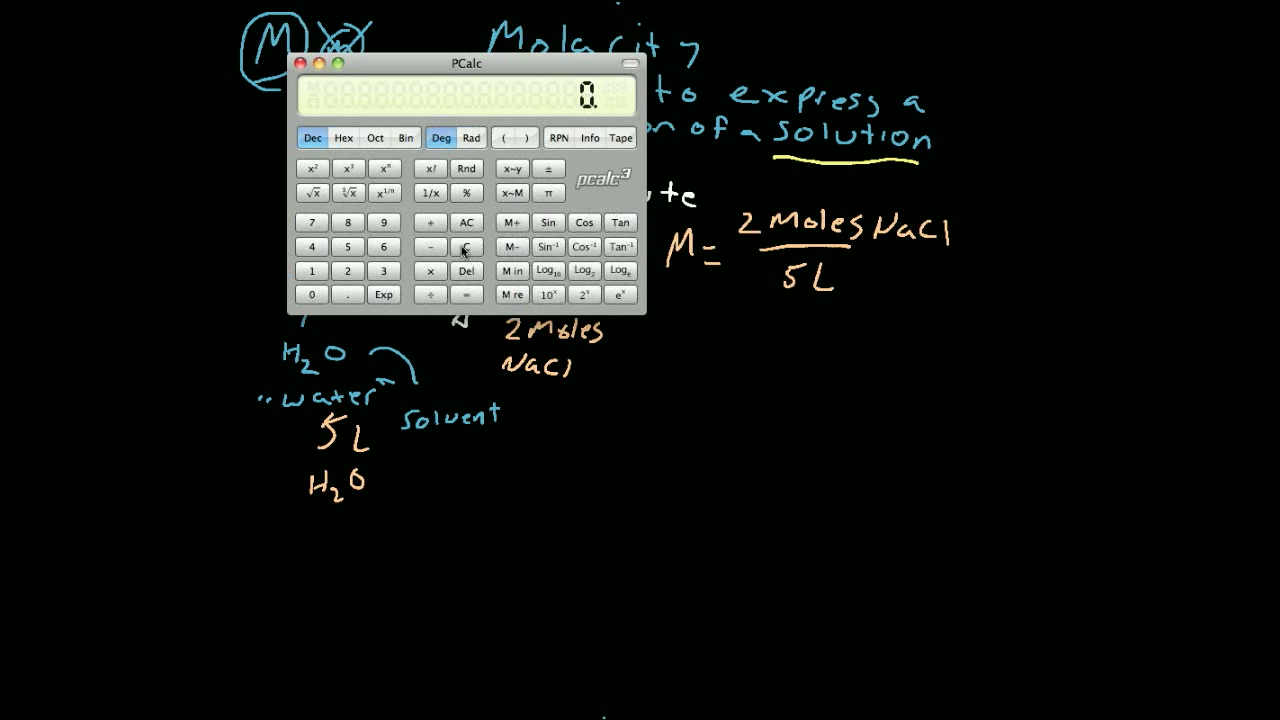 M m Molarity
PCalc
0.
to express a
Dec Hex Oct Bin Deg Rad ( ) RPN Info Tape
on of a solution
x² x³ xⁿ x! Rnd x~y ± pcalc³
√x ³√x x^1/n 1/x % x~M π
ute
7 8 9 + AC M+ Sin Cos Tan
M = 2 Moles NaCl
4 5 6 − C M− Sin⁻¹ Cos⁻¹ Tan⁻¹
5 L
1 2 3 × Del M in Log₁₀ Log₂ Logₑ
0 . Exp ÷ = M re 10ˣ 2ˣ eˣ
2 Moles
H₂O
NaCl
"water"
solvent
5 L
H₂O